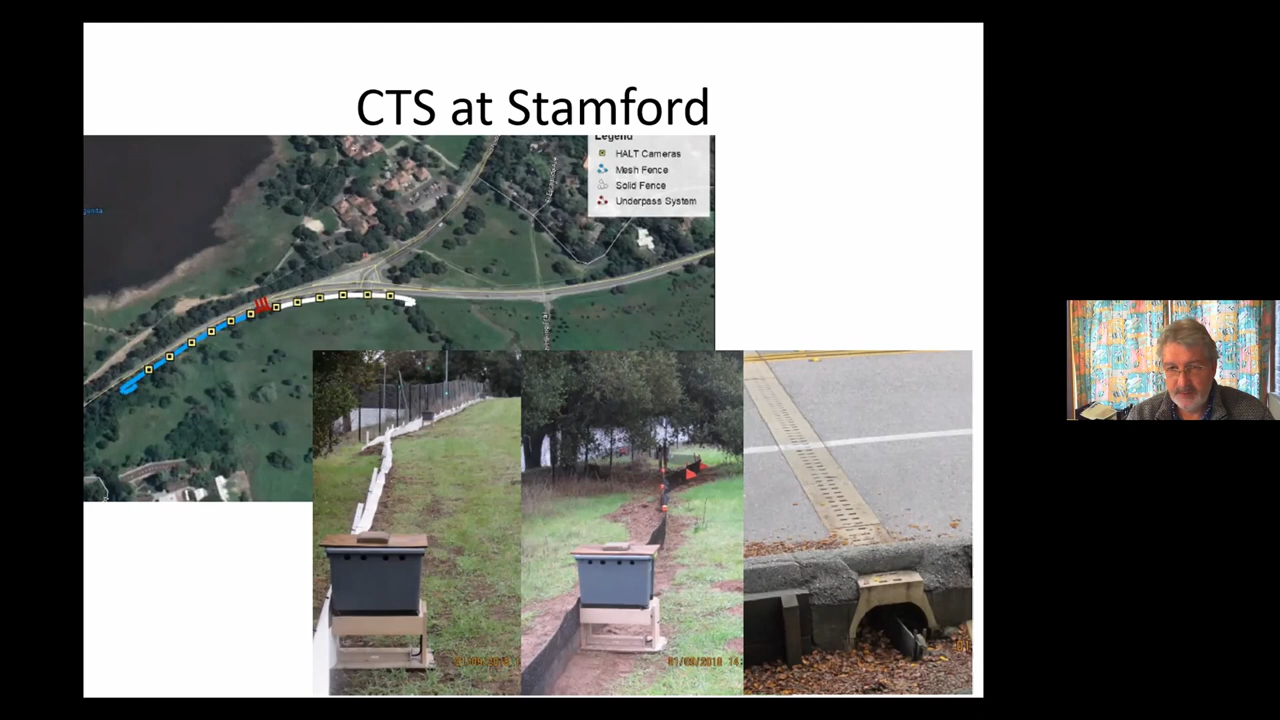 CTS at Stamford
Legend
HALT Cameras
Mesh Fence
Solid Fence
Underpass System